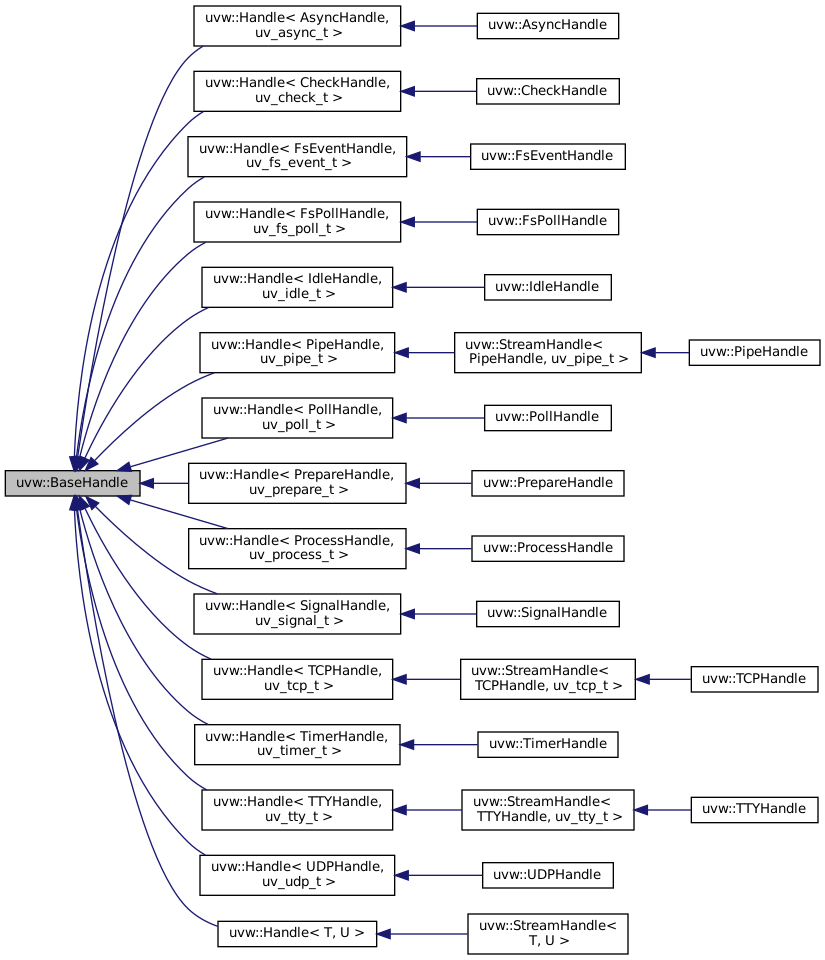 uvw::Handle< AsyncHandle,
uv_async_t >
uvw::AsyncHandle
uvw::Handle< CheckHandle,
uv_check_t >
uvw::CheckHandle
uvw::Handle< FsEventHandle,
uv_fs_event_t >
uvw::FsEventHandle
uvw::Handle< FsPollHandle,
uv_fs_poll_t >
uvw::FsPollHandle
uvw::Handle< IdleHandle,
uv_idle_t >
uvw::IdleHandle
uvw::Handle< PipeHandle,
uv_pipe_t >
uvw::StreamHandle<
PipeHandle, uv_pipe_t >
uvw::PipeHandle
uvw::Handle< PollHandle,
uv_poll_t >
uvw::PollHandle
uvw::BaseHandle
uvw::Handle< PrepareHandle,
uv_prepare_t >
uvw::PrepareHandle
uvw::Handle< ProcessHandle,
uv_process_t >
uvw::ProcessHandle
uvw::Handle< SignalHandle,
uv_signal_t >
uvw::SignalHandle
uvw::Handle< TCPHandle,
uv_tcp_t >
uvw::StreamHandle<
TCPHandle, uv_tcp_t >
uvw::TCPHandle
uvw::Handle< TimerHandle,
uv_timer_t >
uvw::TimerHandle
uvw::Handle< TTYHandle,
uv_tty_t >
uvw::StreamHandle<
TTYHandle, uv_tty_t >
uvw::TTYHandle
uvw::Handle< UDPHandle,
uv_udp_t >
uvw::UDPHandle
uvw::Handle< T, U >
uvw::StreamHandle<
T, U >